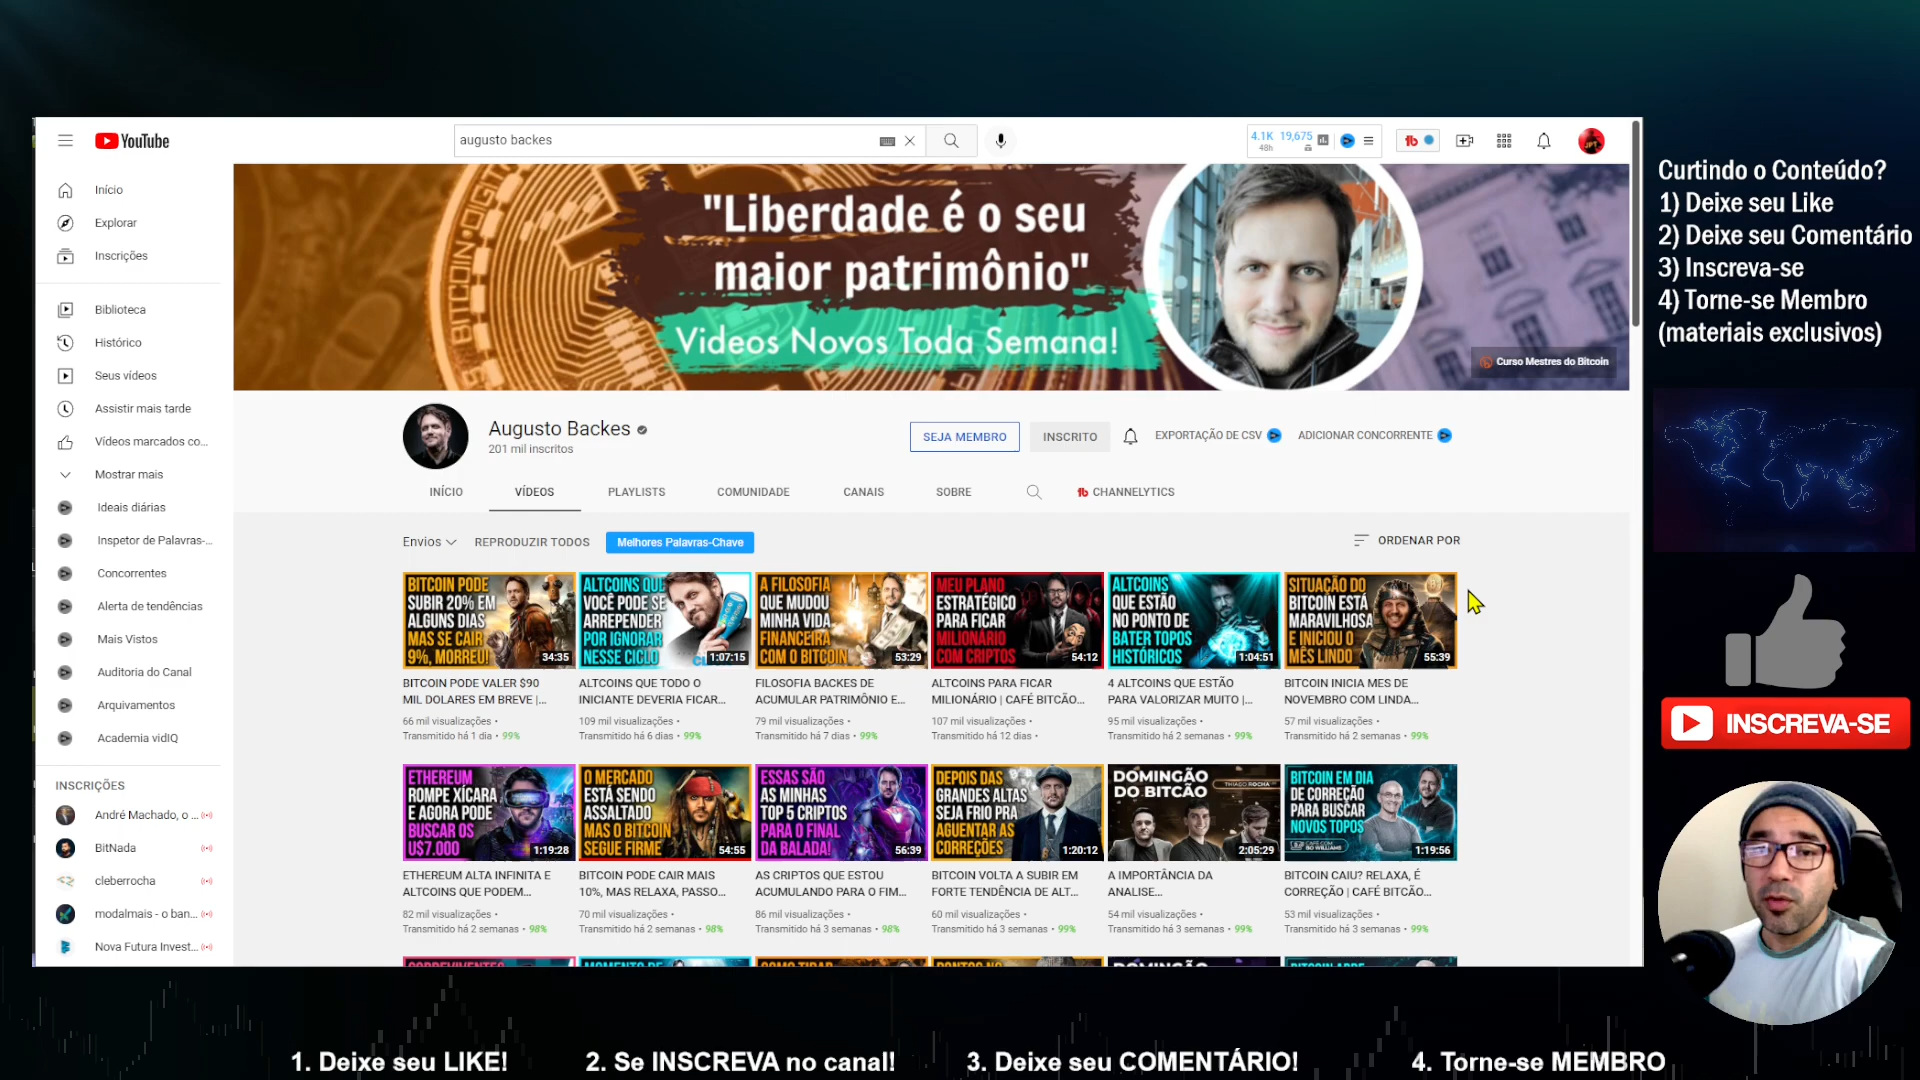 YouTube
augusto backes
4.1K 19,675
48h
Início
Explorar
Inscrições
Biblioteca
Histórico
Seus vídeos
Assistir mais tarde
Vídeos marcados co...
Mostrar mais
Ideais diárias
Inspetor de Palavras-...
Concorrentes
Alerta de tendências
Mais Vistos
Auditoria do Canal
Arquivamentos
Academia vidIQ
INSCRIÇÕES
André Machado, o ...
BitNada
cleberrocha
modalmais - o ban...
Nova Futura Invest...
"Liberdade é o seu
maior patrimônio"
Videos Novos Toda Semana!
Curso Mestres do Bitcoin
Augusto Backes
201 mil inscritos
SEJA MEMBRO
INSCRITO
EXPORTAÇÃO DE CSV
ADICIONAR CONCORRENTE
INÍCIO
VÍDEOS
PLAYLISTS
COMUNIDADE
CANAIS
SOBRE
CHANNELYTICS
Envios
REPRODUZIR TODOS
Melhores Palavras-Chave
ORDENAR POR
BITCOIN PODE
SUBIR 20% EM
ALGUNS DIAS
MAS SE CAIR
9%, MORREU!
34:35
BITCOIN PODE VALER $90
MIL DOLARES EM BREVE |...
66 mil visualizações •
Transmitido há 1 dia • 99%
ALTCOINS QUE
VOCÊ PODE SE
ARREPENDER
POR IGNORAR
NESSE CICLO
1:07:15
ALTCOINS QUE TODO O
INICIANTE DEVERIA FICAR...
109 mil visualizações •
Transmitido há 6 dias • 99%
A FILOSOFIA
QUE MUDOU
MINHA VIDA
FINANCEIRA
COM O BITCOIN
53:29
FILOSOFIA BACKES DE
ACUMULAR PATRIMÔNIO E...
79 mil visualizações •
Transmitido há 7 dias • 99%
MEU PLANO
ESTRATÉGICO
PARA FICAR
MILIONÁRIO
COM CRIPTOS
54:12
ALTCOINS PARA FICAR
MILIONÁRIO | CAFÉ BITCÃO...
107 mil visualizações •
Transmitido há 12 dias •
ALTCOINS
QUE ESTÃO
NO PONTO DE
BATER TOPOS
HISTÓRICOS
1:04:51
4 ALTCOINS QUE ESTÃO
PARA VALORIZAR MUITO |...
95 mil visualizações •
Transmitido há 2 semanas • 99%
SITUAÇÃO DO
BITCOIN ESTÁ
MARAVILHOSA
E INICIOU O
MÊS LINDO
55:39
BITCOIN INICIA MES DE
NOVEMBRO COM LINDA...
57 mil visualizações •
Transmitido há 2 semanas • 99%
ETHEREUM
ROMPE XÍCARA
E AGORA PODE
BUSCAR OS
U$7.000
1:19:28
ETHEREUM ALTA INFINITA E
ALTCOINS QUE PODEM...
82 mil visualizações •
Transmitido há 2 semanas • 98%
O MERCADO
ESTÁ SENDO
ASSALTADO
MAS O BITCOIN
SEGUE FIRME
54:55
BITCOIN PODE CAIR MAIS
10%, MAS RELAXA, PASSO...
70 mil visualizações •
Transmitido há 2 semanas • 98%
ESSAS SÃO
AS MINHAS
TOP 5 CRIPTOS
PARA O FINAL
DA BALADA!
56:39
AS CRIPTOS QUE ESTOU
ACUMULANDO PARA O FIM...
86 mil visualizações •
Transmitido há 3 semanas • 98%
DEPOIS DAS
GRANDES ALTAS
SEJA FRIO PRA
AGUENTAR AS
CORREÇÕES
1:20:12
BITCOIN VOLTA A SUBIR EM
FORTE TENDÊNCIA DE ALT...
60 mil visualizações •
Transmitido há 3 semanas • 99%
DOMINGÃO
DO BITCÃO
THIAGO ROCHA
2:05:29
A IMPORTÂNCIA DA
ANALISE...
54 mil visualizações •
Transmitido há 3 semanas • 99%
BITCOIN EM DIA
DE CORREÇÃO
PARA BUSCAR
NOVOS TOPOS
CAFÉ COM
BO WILLIAMS
1:19:56
BITCOIN CAIU? RELAXA, É
CORREÇÃO | CAFÉ BITCÃO...
53 mil visualizações •
Transmitido há 3 semanas • 99%
Curtindo o Conteúdo?
1) Deixe seu Like
2) Deixe seu Comentário
3) Inscreva-se
4) Torne-se Membro
(materiais exclusivos)
INSCREVA-SE
1. Deixe seu LIKE!
2. Se INSCREVA no canal!
3. Deixe seu COMENTÁRIO!
4. Torne-se MEMBRO